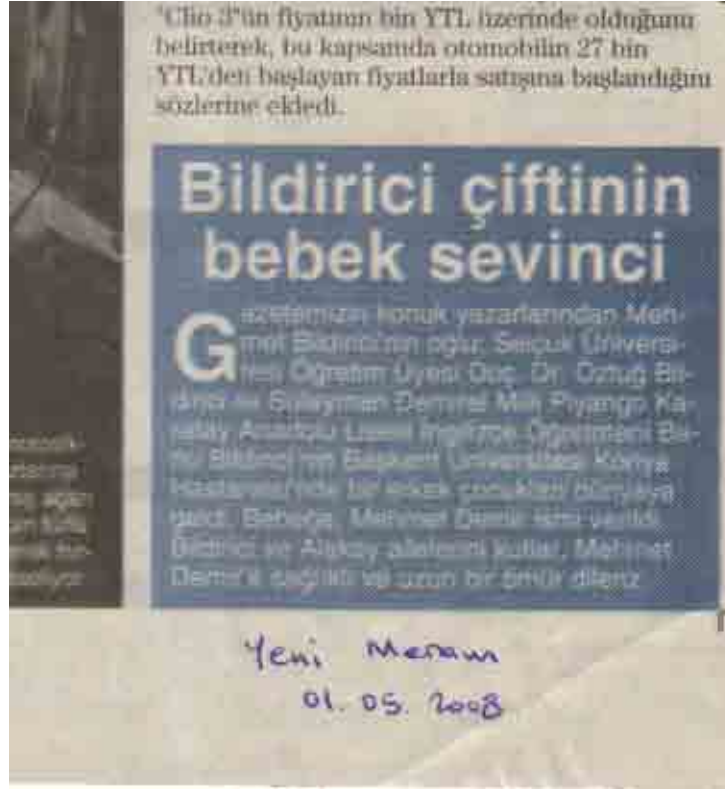 "Clio 3"ün fiyatının bin YTL üzerinde olduğunu
belirterek, bu kapsamda otomobilin 27 bin
YTL'den başlayan fiyatlarla satışına başlandığını
sözlerine ekledi.
Bildirici çiftinin
bebek sevinci
Gazetemizin konuk yazarlarından Meh-
met Bildirici'nin oğlu, Selçuk Üniversi-
tesi Öğretim Üyesi Doç. Dr. Öztuğ Bil-
dirici ve Süleyman Demirel Milli Piyango Ka-
ratay Anadolu Lisesi İngilizce Öğretmeni
Bildirici'nin Başkent Üniversitesi Konya
Hastanesi'nde bir erkek çocukları dünyaya
geldi. Bebeğe, Mehmet Demir ismi verildi.
Bildirici ve Alakoy ailelerini kutlar, Mehmet
Demir'e sağlıklı ve uzun bir ömür dileriz.
Yeni Meram
01.05.2008